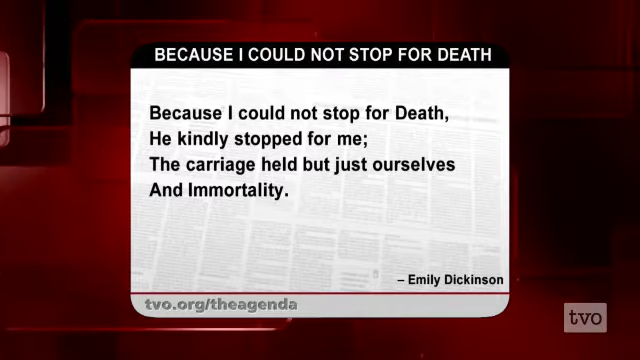 BECAUSE I COULD NOT STOP FOR DEATH
Because I could not stop for Death,
He kindly stopped for me;
The carriage held but just ourselves
And Immortality.
– Emily Dickinson
tvo.org/theagenda
tvo